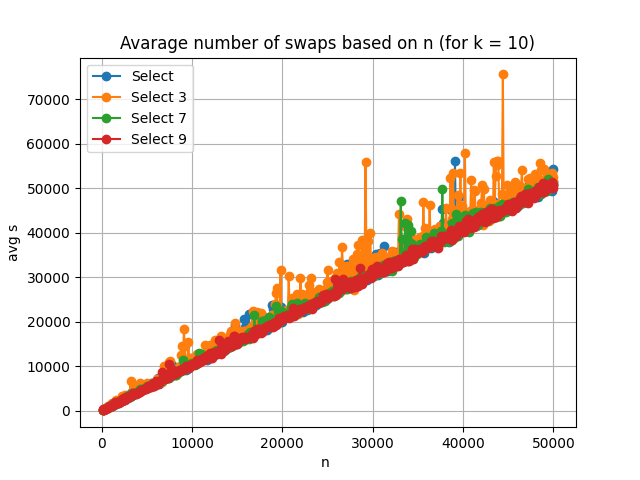 Avarage number of swaps based on n (for k = 10)
Select
Select 3
Select 7
Select 9
70000
60000
50000
40000
30000
20000
10000
0
avg s
0 10000 20000 30000 40000 50000
n